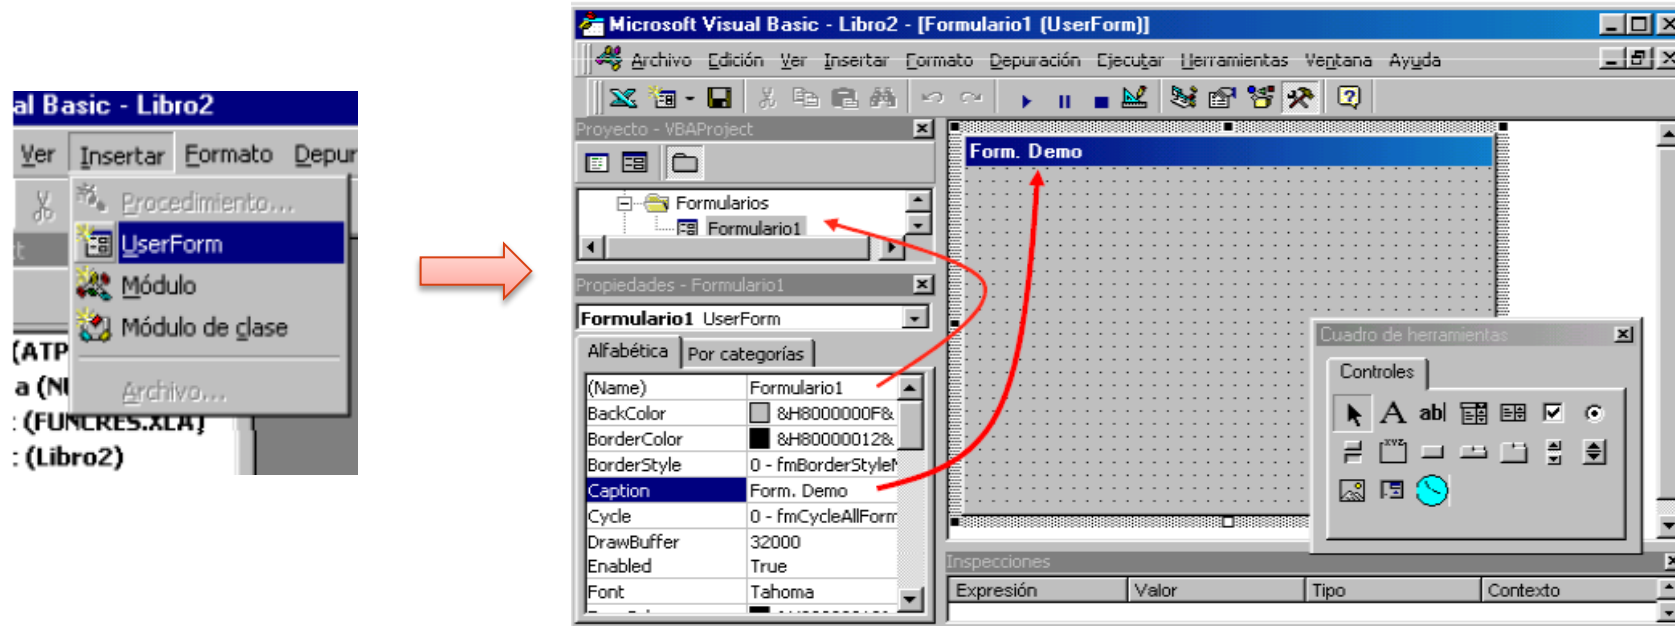 al Basic - Libro2
Ver Insertar Formato Depur
Procedimiento...
UserForm
Módulo
Módulo de clase
Archivo...
(ATP
a (NU
: (FUNCRES.XLA)
: (Libro2)
Microsoft Visual Basic - Libro2 - [Formulario1 (UserForm)]
Archivo Edición Ver Insertar Formato Depuración Ejecutar Herramientas Ventana Ayuda
Proyecto - VBAProject
Formularios
Formulario1
Propiedades - Formulario1
Formulario1 UserForm
Alfabética Por categorías
(Name) Formulario1
BackColor &H8000000F&
BorderColor &H80000012&
BorderStyle 0 - fmBorderStyle
Caption Form. Demo
Cycle 0 - fmCycleAllForm
DrawBuffer 32000
Enabled True
Font Tahoma
Form. Demo
Cuadro de herramientas
Controles
A ab|
xyz
Inspecciones
Expresión Valor Tipo Contexto